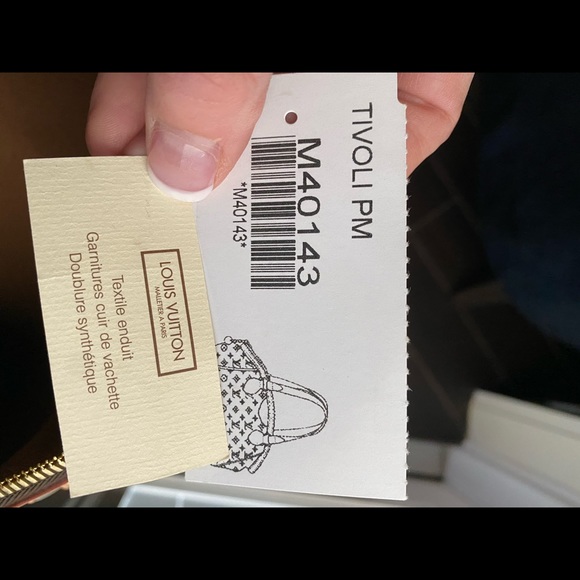 TIVOLI PM
M40143
*M40143*
LOUIS VUITTON
MALLETIER A PARIS
Textile enduit
Garnitures cuir de vachette
Doublure synthétique